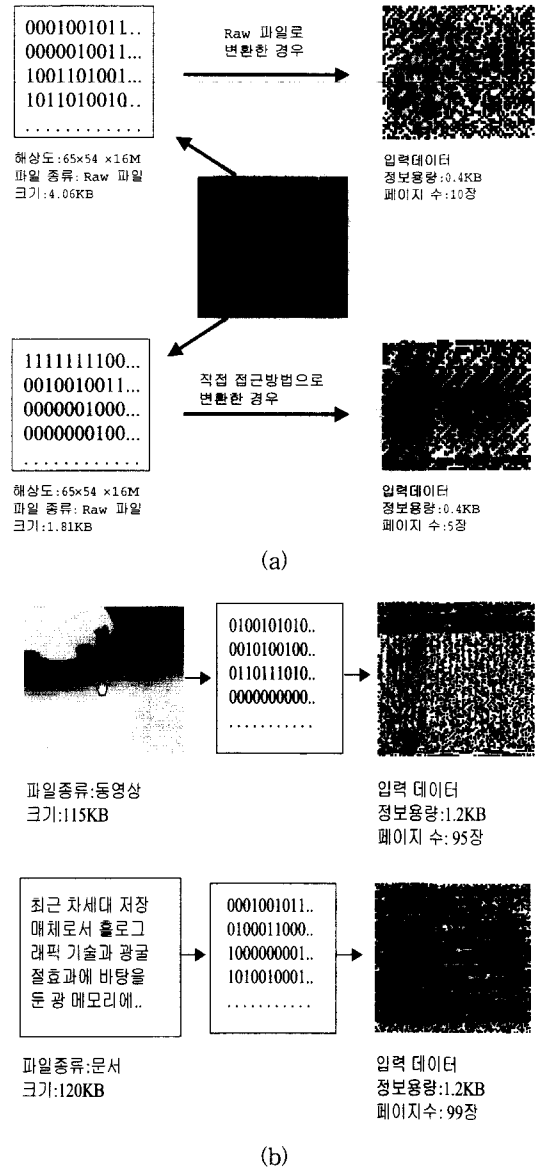 0001001011..
0000010011...
1001101001...
1011010010...
............
Raw 파일로
변환한 경우
해상도:65×54 ×16M
파일 종류: Raw 파일
크기:4.06KB
입력데이터
정보용량:0.4KB
페이지 수:10장
1111111100...
0010010011...
0000001000...
0000000100...
............
직접 접근방법으로
변환한 경우
해상도:65×54 ×16M
파일 종류: Raw 파일
크기:1.81KB
입력데이터
정보용량:0.4KB
페이지 수:5장
(a)
0100101010..
0010100100..
0110111010..
0000000000..
...........
파일종류:동영상
크기:115KB
입력 데이터
정보용량:1.2KB
페이지 수: 95장
최근 차세대 저장
매체로서 홀로그
래픽 기술과 광굴
절효과에 바탕을
둔 광 메모리에..
0001001011..
0100011000..
1000000001..
1010010001..
...........
파일종류:문서
크기:120KB
입력 데이터
정보용량:1.2KB
페이지수: 99장
(b)